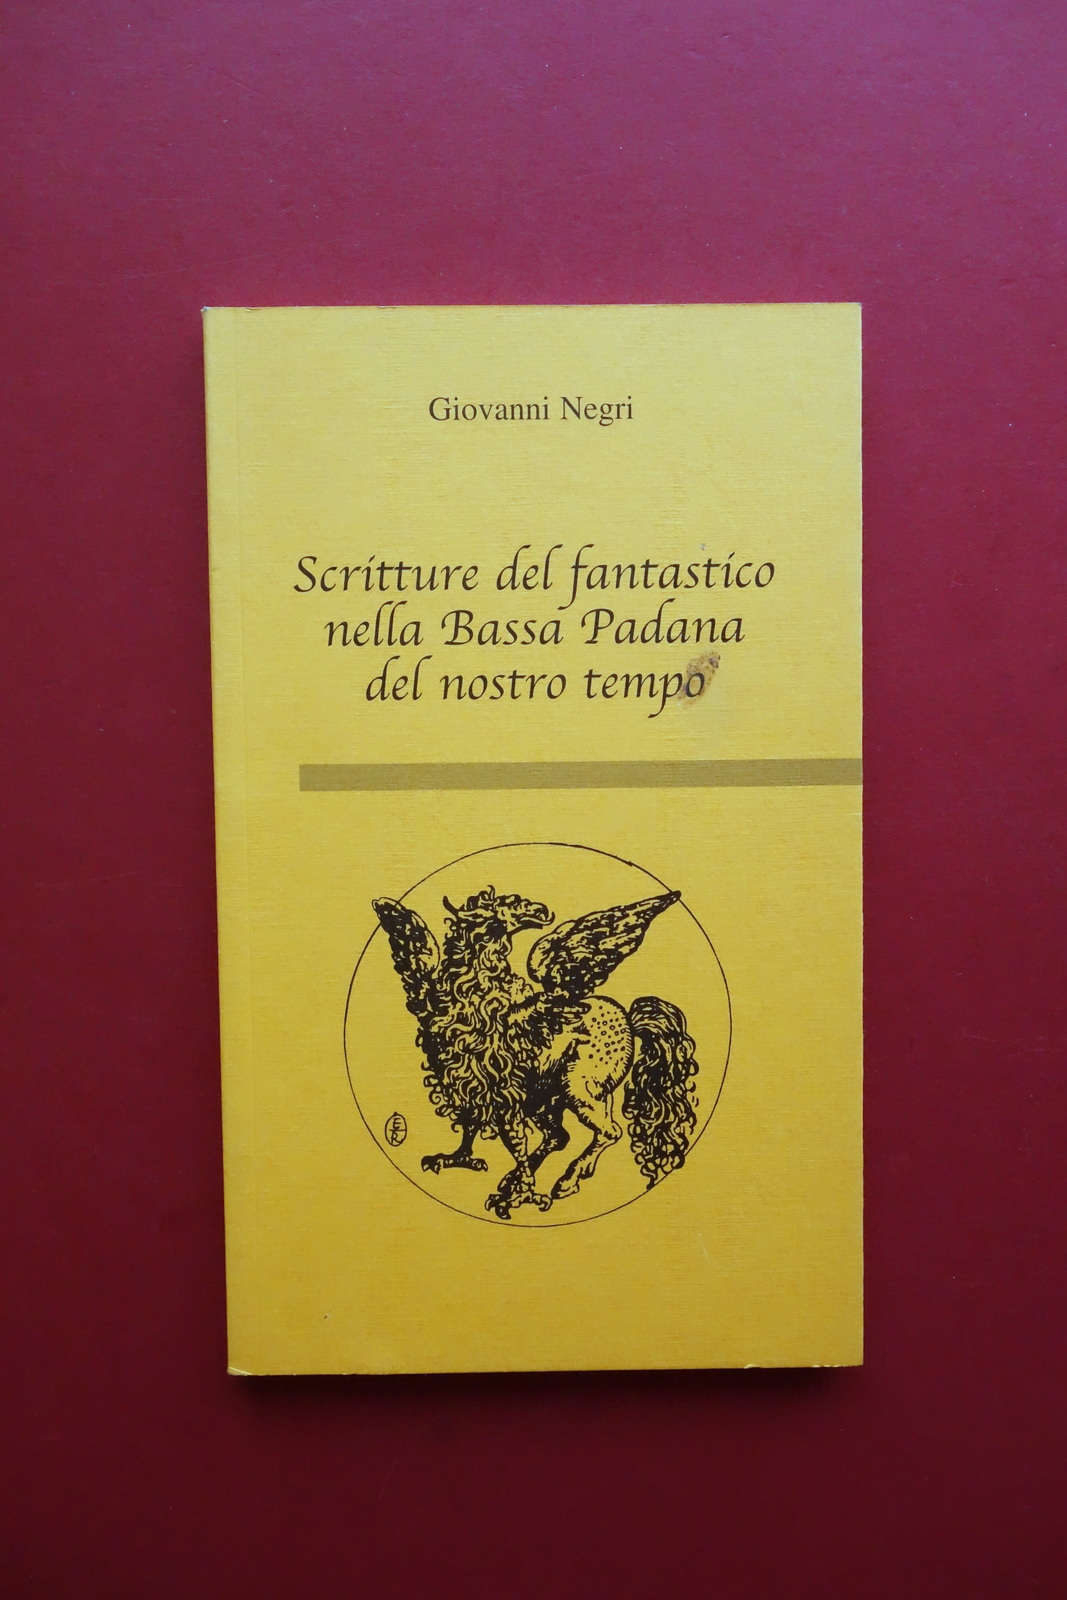 Giovanni Negri
Scritture del fantastico
nella Bassa Padana
del nostro tempo
E
R